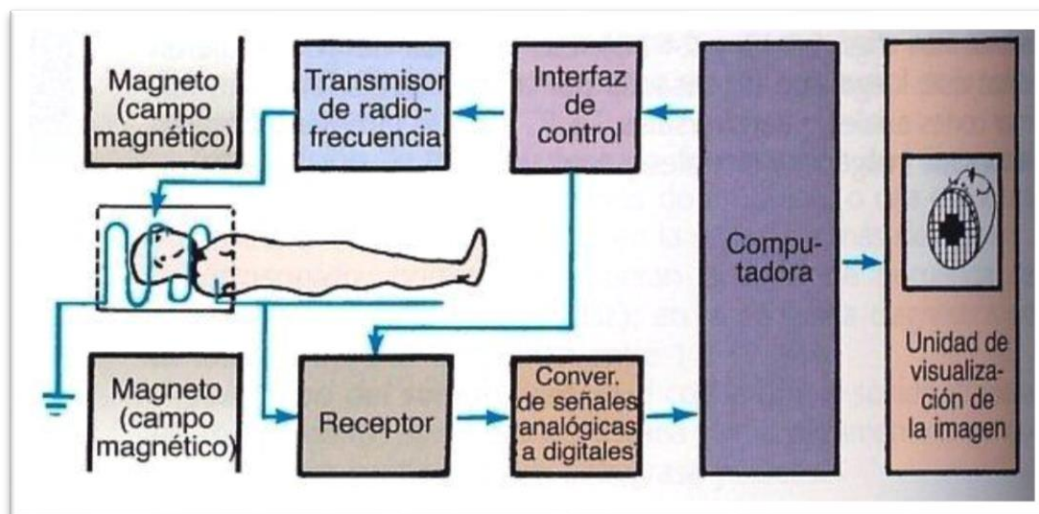 Magneto
(campo
magnético)
Transmisor
de radio-
frecuencia
Interfaz
de
control
Compu-
tadora
Unidad de
visualiza-
ción de
la imagen
Magneto
(campo
magnético)
Receptor
Conver.
de señales
analógicas
a digitales